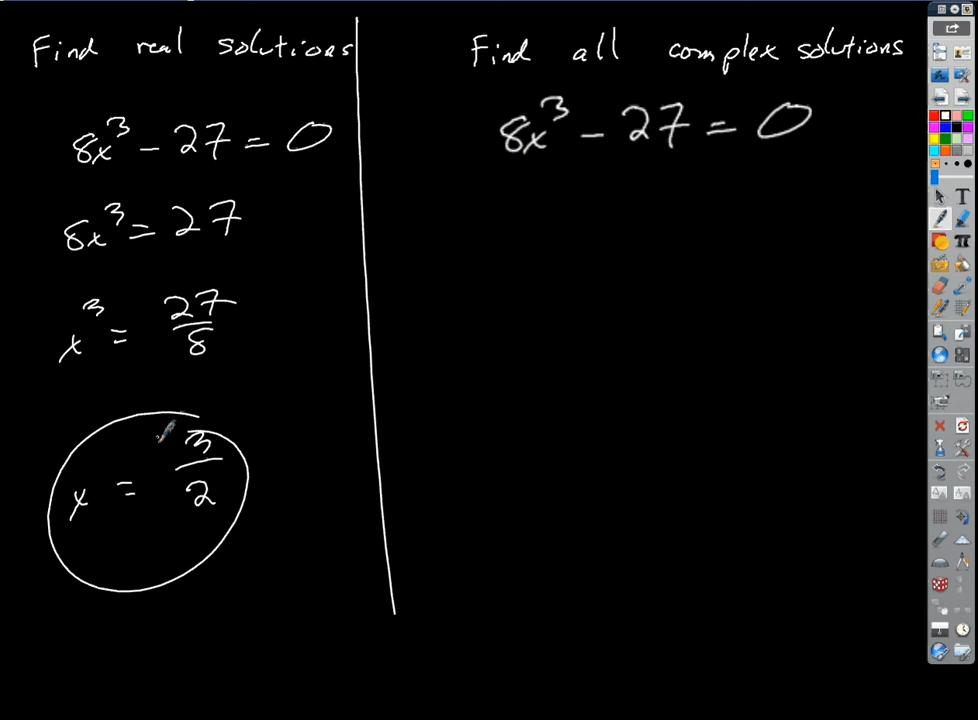 Find real solutions
8x³ − 27 = 0
8x³ = 27
x³ = 27/8
x = 3/2
Find all complex solutions
8x³ − 27 = 0